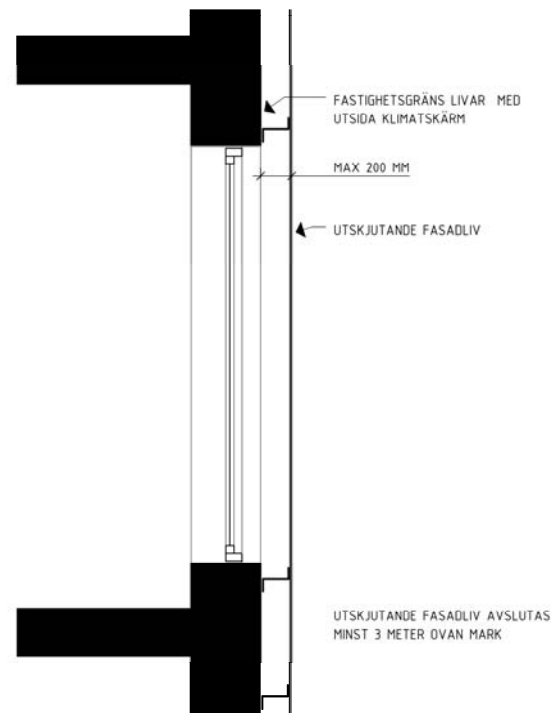 FASTIGHETSGRÄNS LIVAR MED
UTSIDA KLIMATSKÄRM
MAX 200 MM
UTSKJUTANDE FASADLIV
UTSKJUTANDE FASADLIV AVSLUTAS
MINST 3 METER OVAN MARK